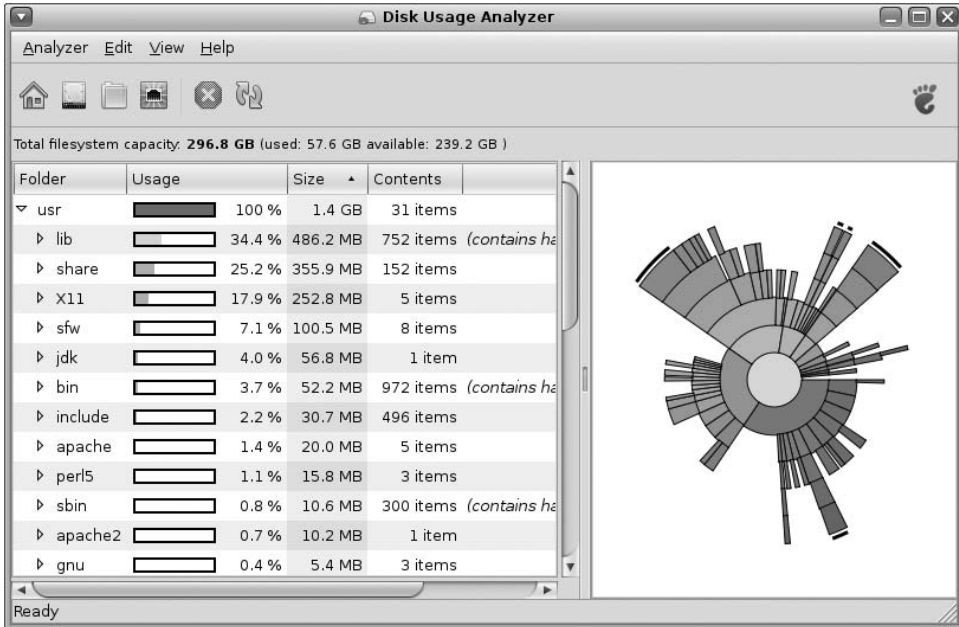 Disk Usage Analyzer
Analyzer Edit View Help
Total filesystem capacity: 296.8 GB (used: 57.6 GB available: 239.2 GB )
Folder Usage Size Contents
usr 100 % 1.4 GB 31 items
lib 34.4 % 486.2 MB 752 items (contains ha
share 25.2 % 355.9 MB 152 items
X11 17.9 % 252.8 MB 5 items
sfw 7.1 % 100.5 MB 8 items
jdk 4.0 % 56.8 MB 1 item
bin 3.7 % 52.2 MB 972 items (contains ha
include 2.2 % 30.7 MB 496 items
apache 1.4 % 20.0 MB 5 items
perl5 1.1 % 15.8 MB 3 items
sbin 0.8 % 10.6 MB 300 items (contains ha
apache2 0.7 % 10.2 MB 1 item
gnu 0.4 % 5.4 MB 3 items
Ready